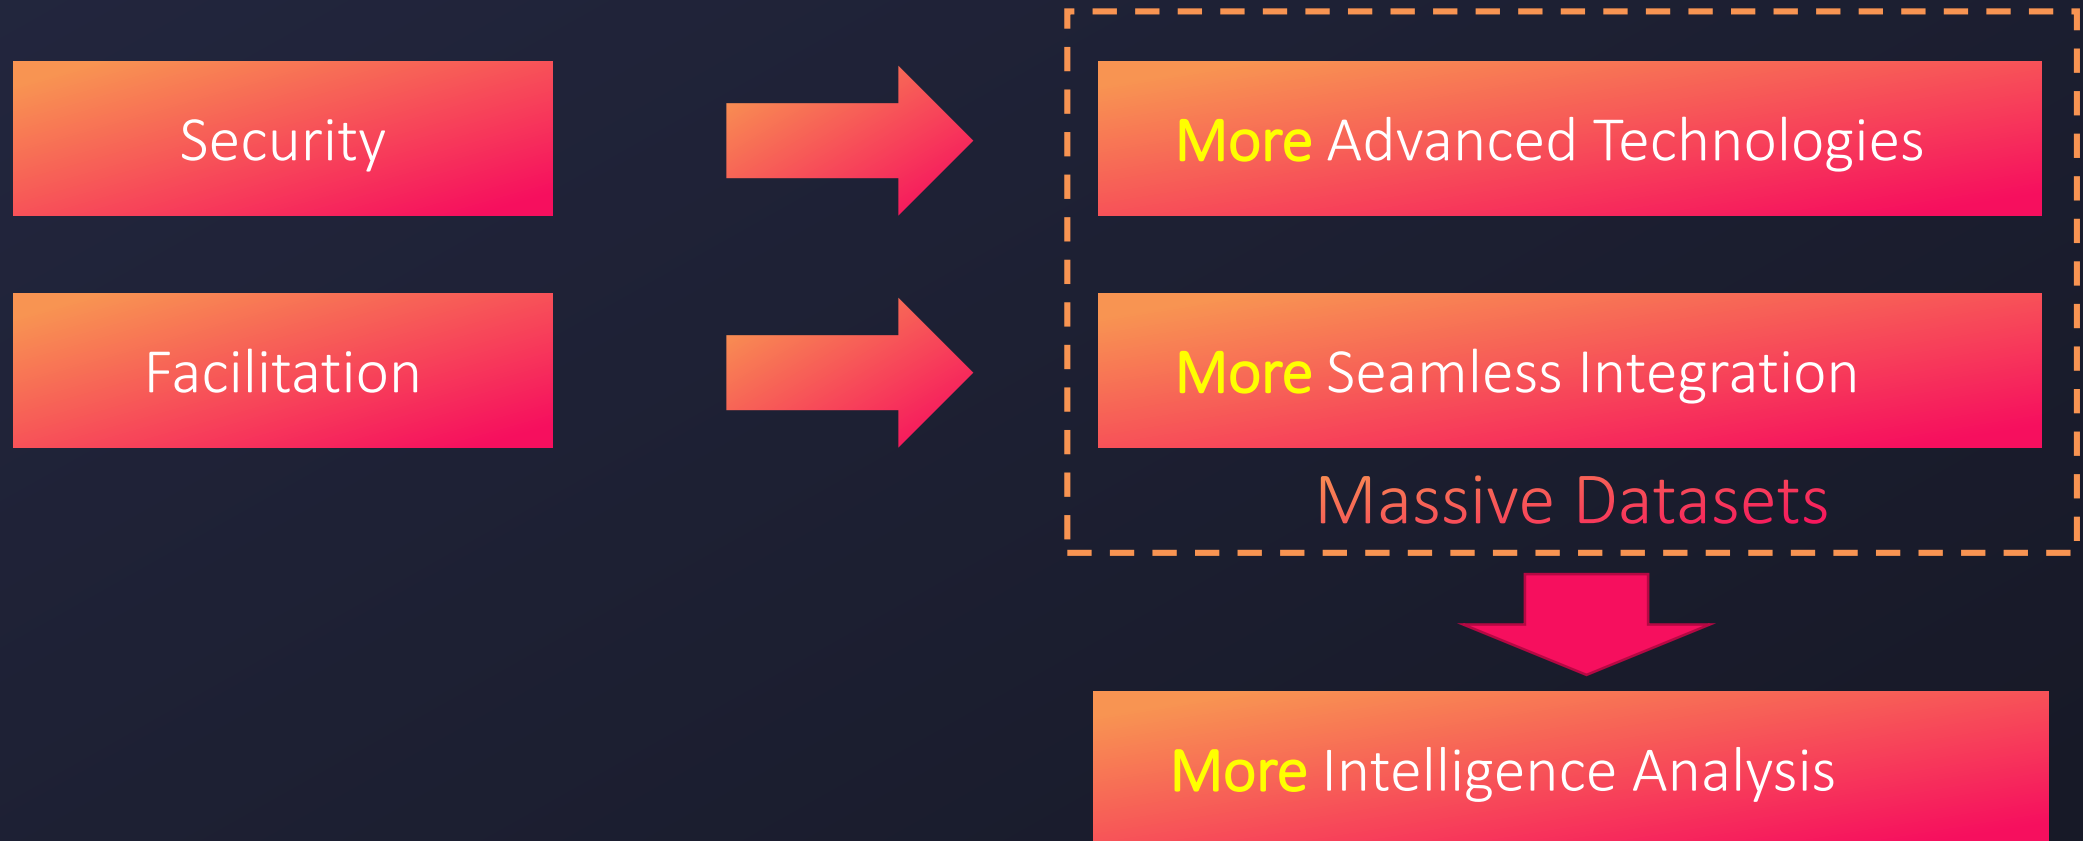 Security
More Advanced Technologies
Facilitation
More Seamless Integration
Massive Datasets
More Intelligence Analysis